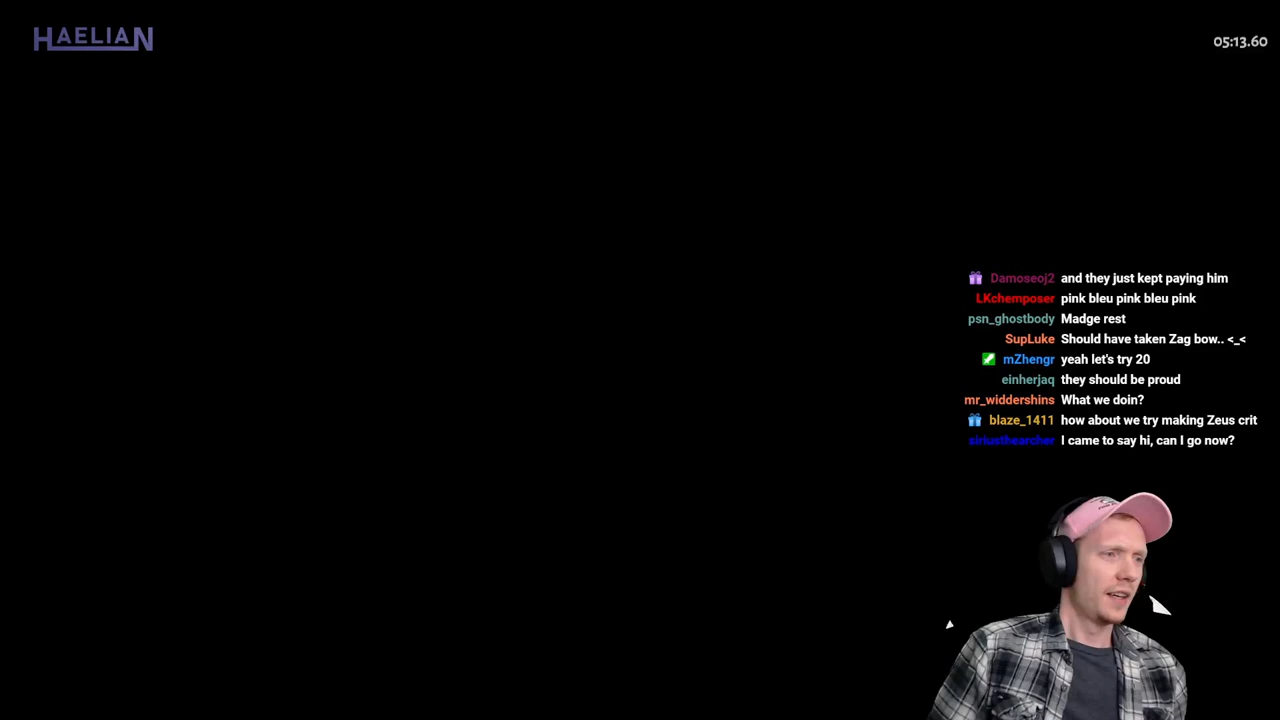 HAELIAN
05:13.60
Damoseoj2 and they just kept paying him
LKchemposer pink bleu pink bleu pink
psn_ghostbody Madge rest
SupLuke Should have taken Zag bow.. <_<
mZhengr yeah let's try 20
einherjaq they should be proud
mr_widdershins What we doin?
blaze_1411 how about we try making Zeus crit
siriusthearcher I came to say hi, can I go now?